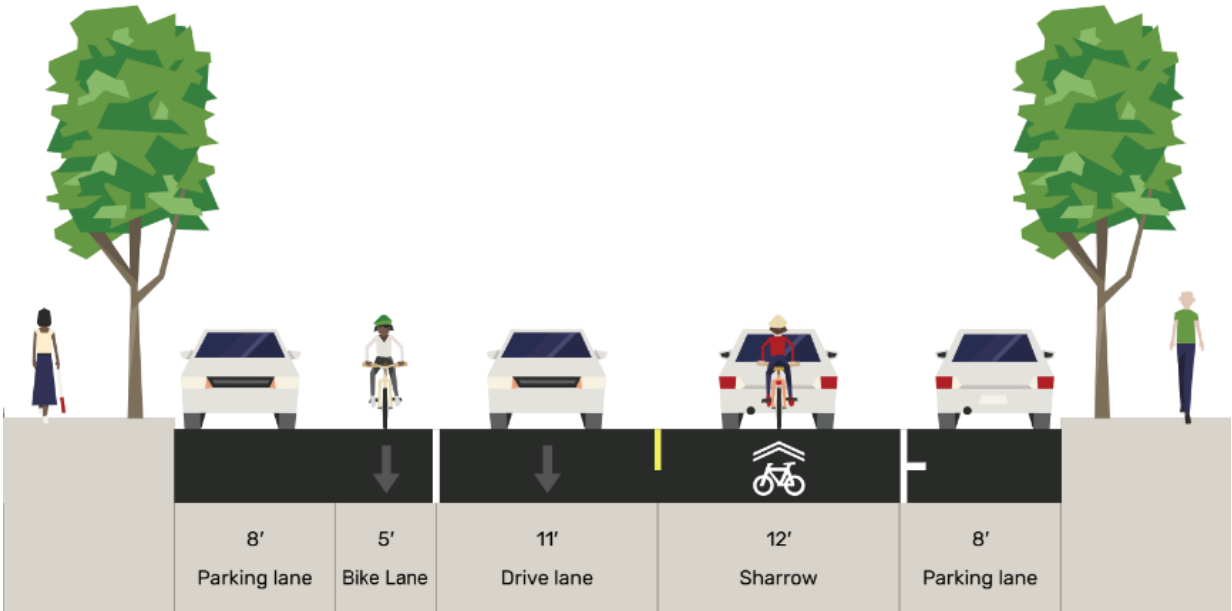 8′
5′
11′
12′
8′
Parking lane
Bike Lane
Drive lane
Sharrow
Parking lane